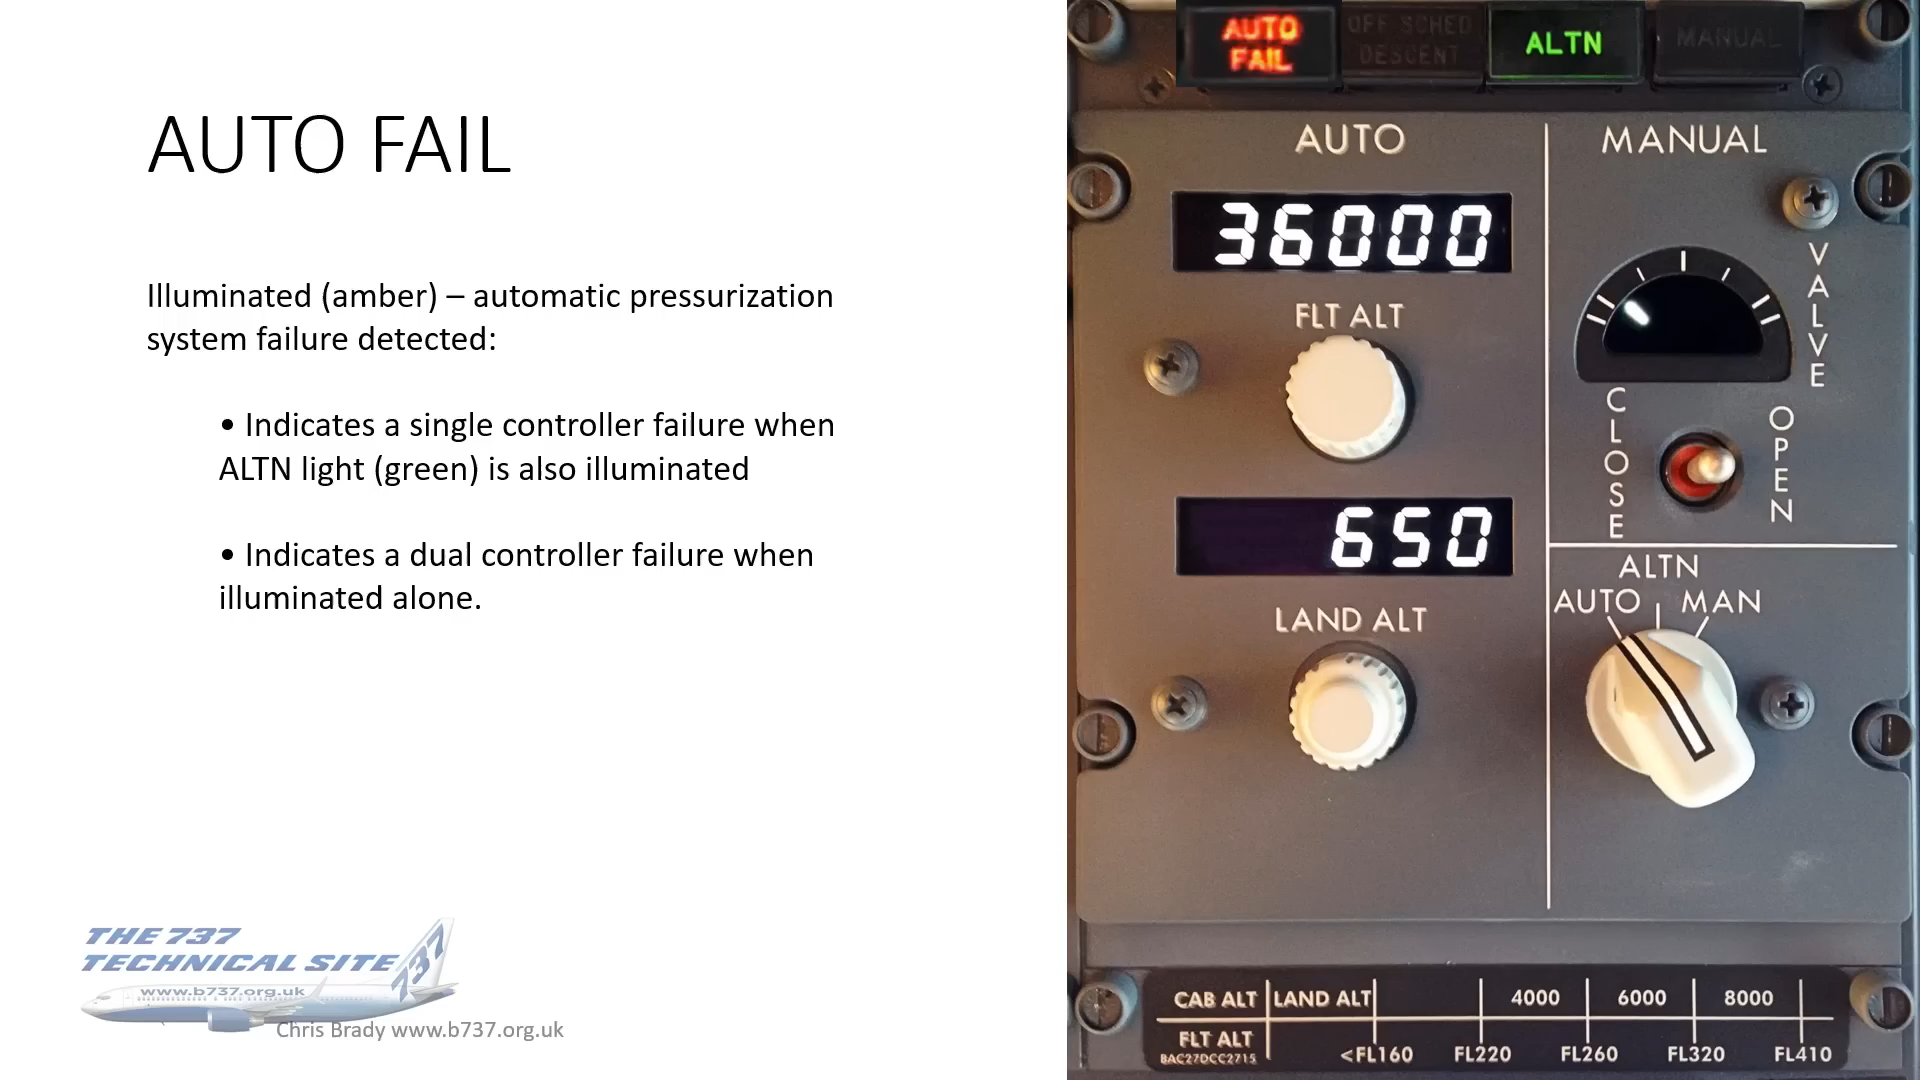 AUTO FAIL
Illuminated (amber) – automatic pressurization
system failure detected:
• Indicates a single controller failure when
ALTN light (green) is also illuminated
• Indicates a dual controller failure when
illuminated alone.
THE 737
TECHNICAL SITE
737
www.b737.org.uk
Chris Brady www.b737.org.uk
AUTO
FAIL
OFF SCHED
DESCENT
ALTN
MANUAL
AUTO
MANUAL
36000
FLT ALT
VALVE
CLOSE
OPEN
650
LAND ALT
ALTN
AUTO
MAN
CAB ALT LAND ALT 4000 6000 8000
FLT ALT <FL160 FL220 FL260 FL320 FL410
BAC27DCC2715